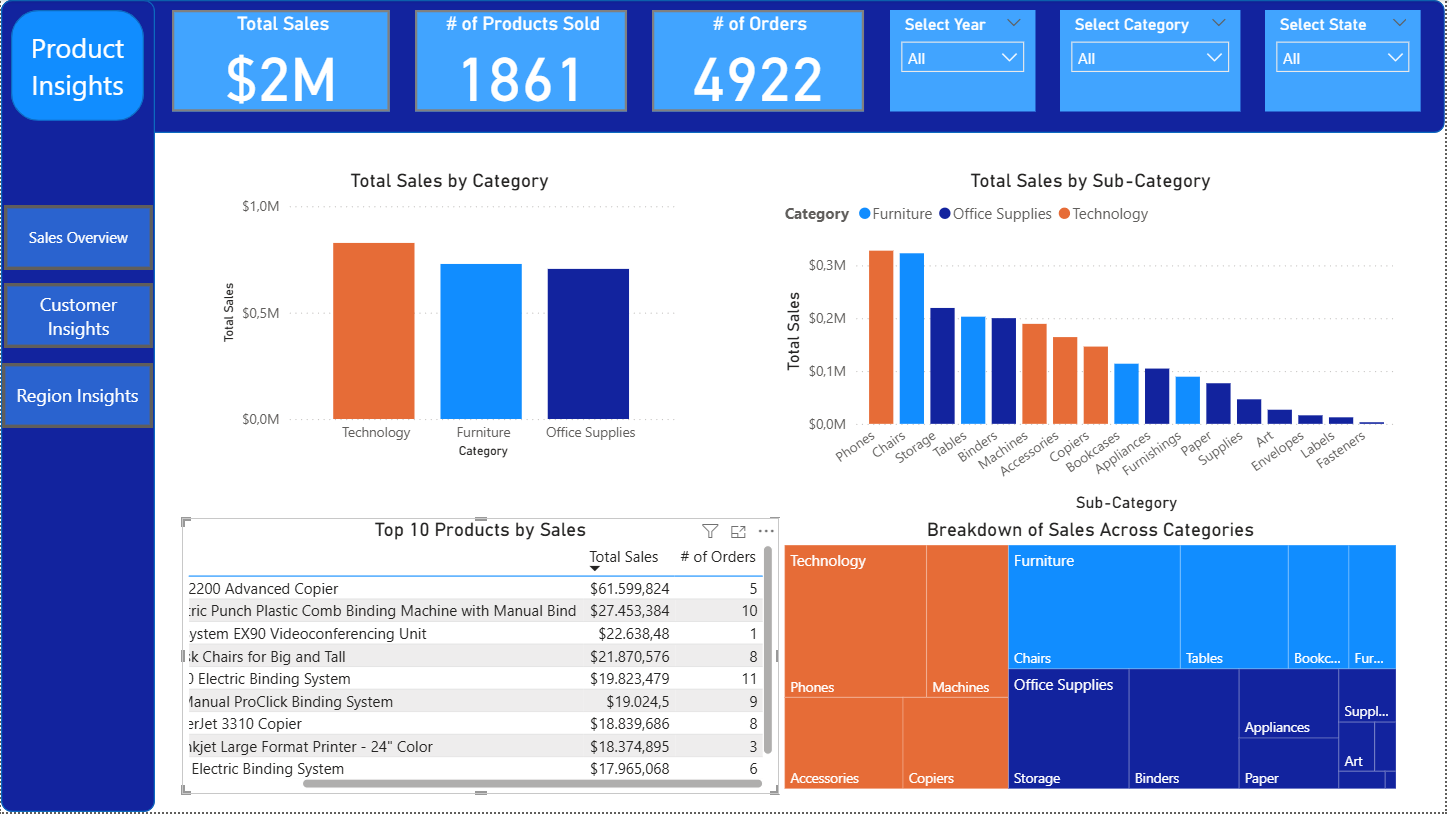 Product
Insights
Total Sales
$2M
# of Products Sold
1861
# of Orders
4922
Select Year
All
Select Category
All
Select State
All
Sales Overview
Customer
Insights
Region Insights
Total Sales by Category
Total Sales
$1,0M
$0,5M
$0,0M
Technology
Furniture
Office Supplies
Category
Total Sales by Sub-Category
Category Furniture Office Supplies Technology
Total Sales
$0,3M
$0,2M
$0,1M
$0,0M
Phones
Chairs
Storage
Tables
Binders
Machines
Accessories
Copiers
Bookcases
Appliances
Furnishings
Paper
Supplies
Art
Envelopes
Labels
Fasteners
Sub-Category
Top 10 Products by Sales
Total Sales # of Orders
2200 Advanced Copier $61.599,824 5
tric Punch Plastic Comb Binding Machine with Manual Bind $27.453,384 10
ystem EX90 Videoconferencing Unit $22.638,48 1
sk Chairs for Big and Tall $21.870,576 8
0 Electric Binding System $19.823,479 11
Manual ProClick Binding System $19.024,5 9
erJet 3310 Copier $18.839,686 8
nkjet Large Format Printer - 24" Color $18.374,895 3
Electric Binding System $17.965,068 6
Breakdown of Sales Across Categories
Technology
Phones
Machines
Accessories
Copiers
Furniture
Chairs
Tables
Bookc...
Fur...
Office Supplies
Storage
Binders
Appliances
Paper
Suppl...
Art